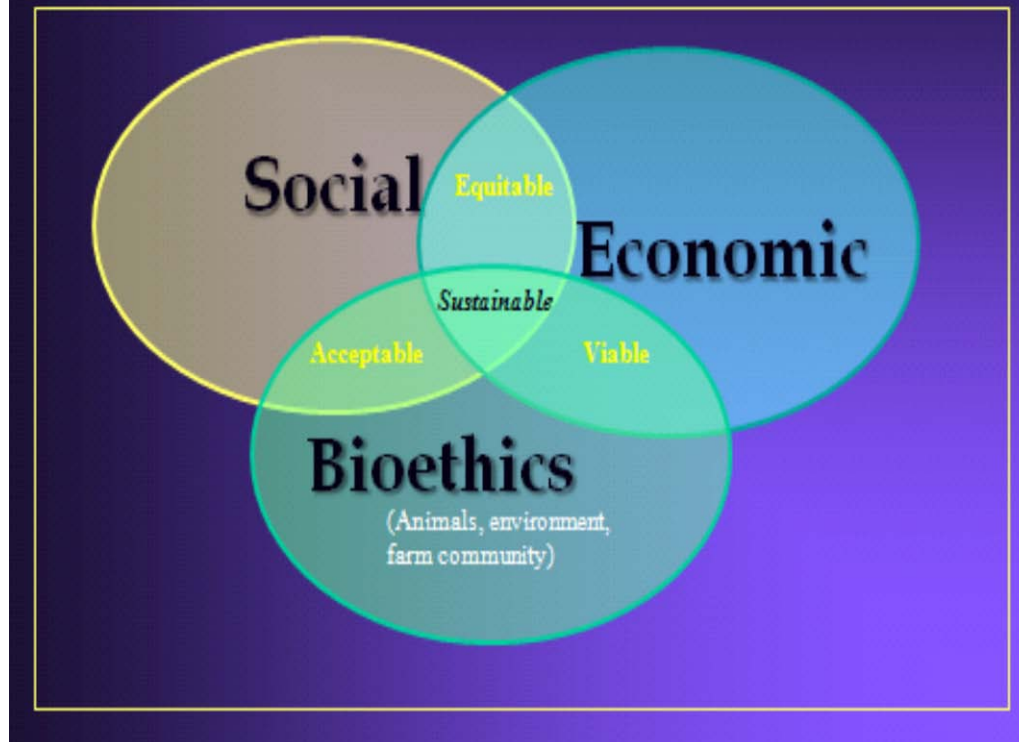 Social
Equitable
Economic
Sustainable
Acceptable
Viable
Bioethics
(Animals, environment,
farm community)